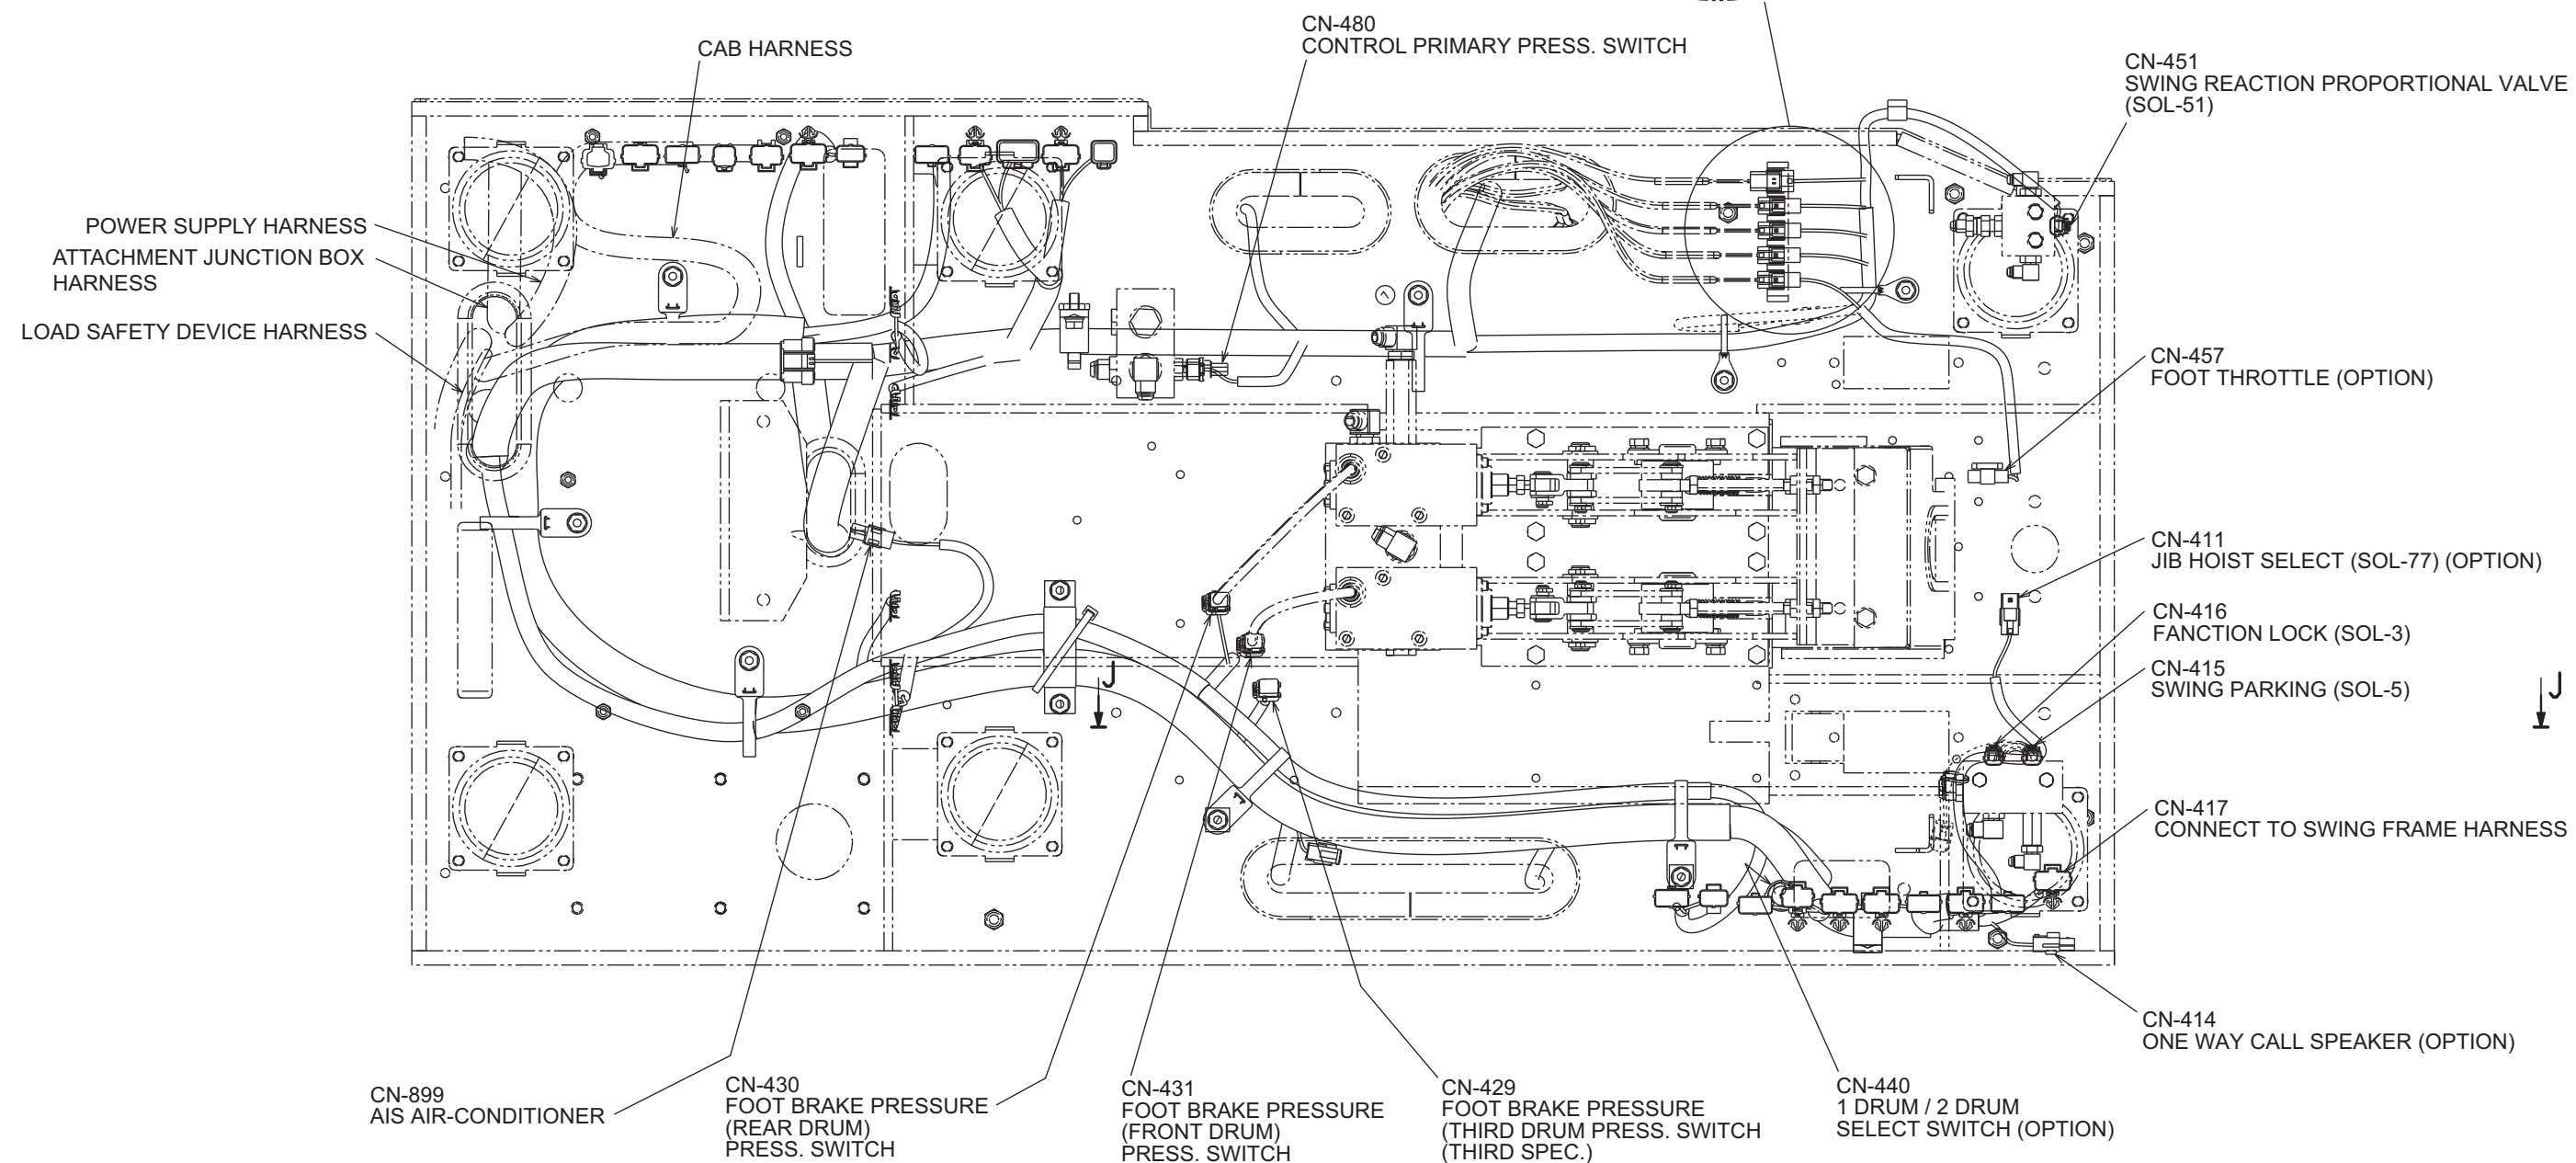 CN-480
CONTROL PRIMARY PRESS. SWITCH
CAB HARNESS
CN-451
SWING REACTION PROPORTIONAL VALVE
(SOL-51)
POWER SUPPLY HARNESS
ATTACHMENT JUNCTION BOX
HARNESS
LOAD SAFETY DEVICE HARNESS
CN-457
FOOT THROTTLE (OPTION)
CN-411
JIB HOIST SELECT (SOL-77) (OPTION)
CN-416
FANCTION LOCK (SOL-3)
CN-415
SWING PARKING (SOL-5)
J
J
CN-417
CONNECT TO SWING FRAME HARNESS
CN-414
ONE WAY CALL SPEAKER (OPTION)
CN-899
AIS AIR-CONDITIONER
CN-430
FOOT BRAKE PRESSURE
(REAR DRUM)
PRESS. SWITCH
CN-431
FOOT BRAKE PRESSURE
(FRONT DRUM)
PRESS. SWITCH
CN-429
FOOT BRAKE PRESSURE
(THIRD DRUM PRESS. SWITCH
(THIRD SPEC.)
CN-440
1 DRUM / 2 DRUM
SELECT SWITCH (OPTION)